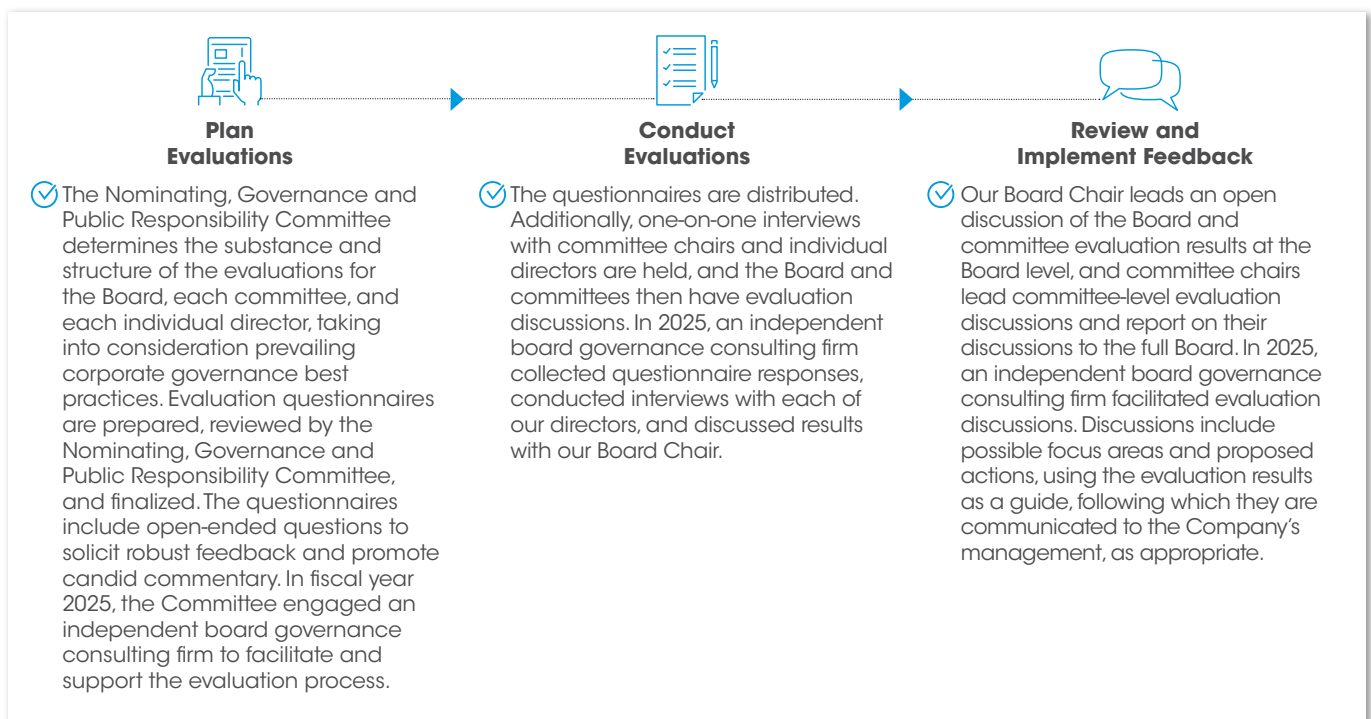 Plan
Evaluations
The Nominating, Governance and
Public Responsibility Committee
determines the substance and
structure of the evaluations for
the Board, each committee, and
each individual director, taking
into consideration prevailing
corporate governance best
practices. Evaluation questionnaires
are prepared, reviewed by the
Nominating, Governance and
Public Responsibility Committee,
and finalized. The questionnaires
include open-ended questions to
solicit robust feedback and promote
candid commentary. In fiscal year
2025, the Committee engaged an
independent board governance
consulting firm to facilitate and
support the evaluation process.
Conduct
Evaluations
The questionnaires are distributed.
Additionally, one-on-one interviews
with committee chairs and individual
directors are held, and the Board and
committees then have evaluation
discussions. In 2025, an independent
board governance consulting firm
collected questionnaire responses,
conducted interviews with each of
our directors, and discussed results
with our Board Chair.
Review and
Implement Feedback
Our Board Chair leads an open
discussion of the Board and
committee evaluation results at the
Board level, and committee chairs
lead committee-level evaluation
discussions and report on their
discussions to the full Board. In 2025,
an independent board governance
consulting firm facilitated evaluation
discussions. Discussions include
possible focus areas and proposed
actions, using the evaluation results
as a guide, following which they are
communicated to the Company's
management, as appropriate.